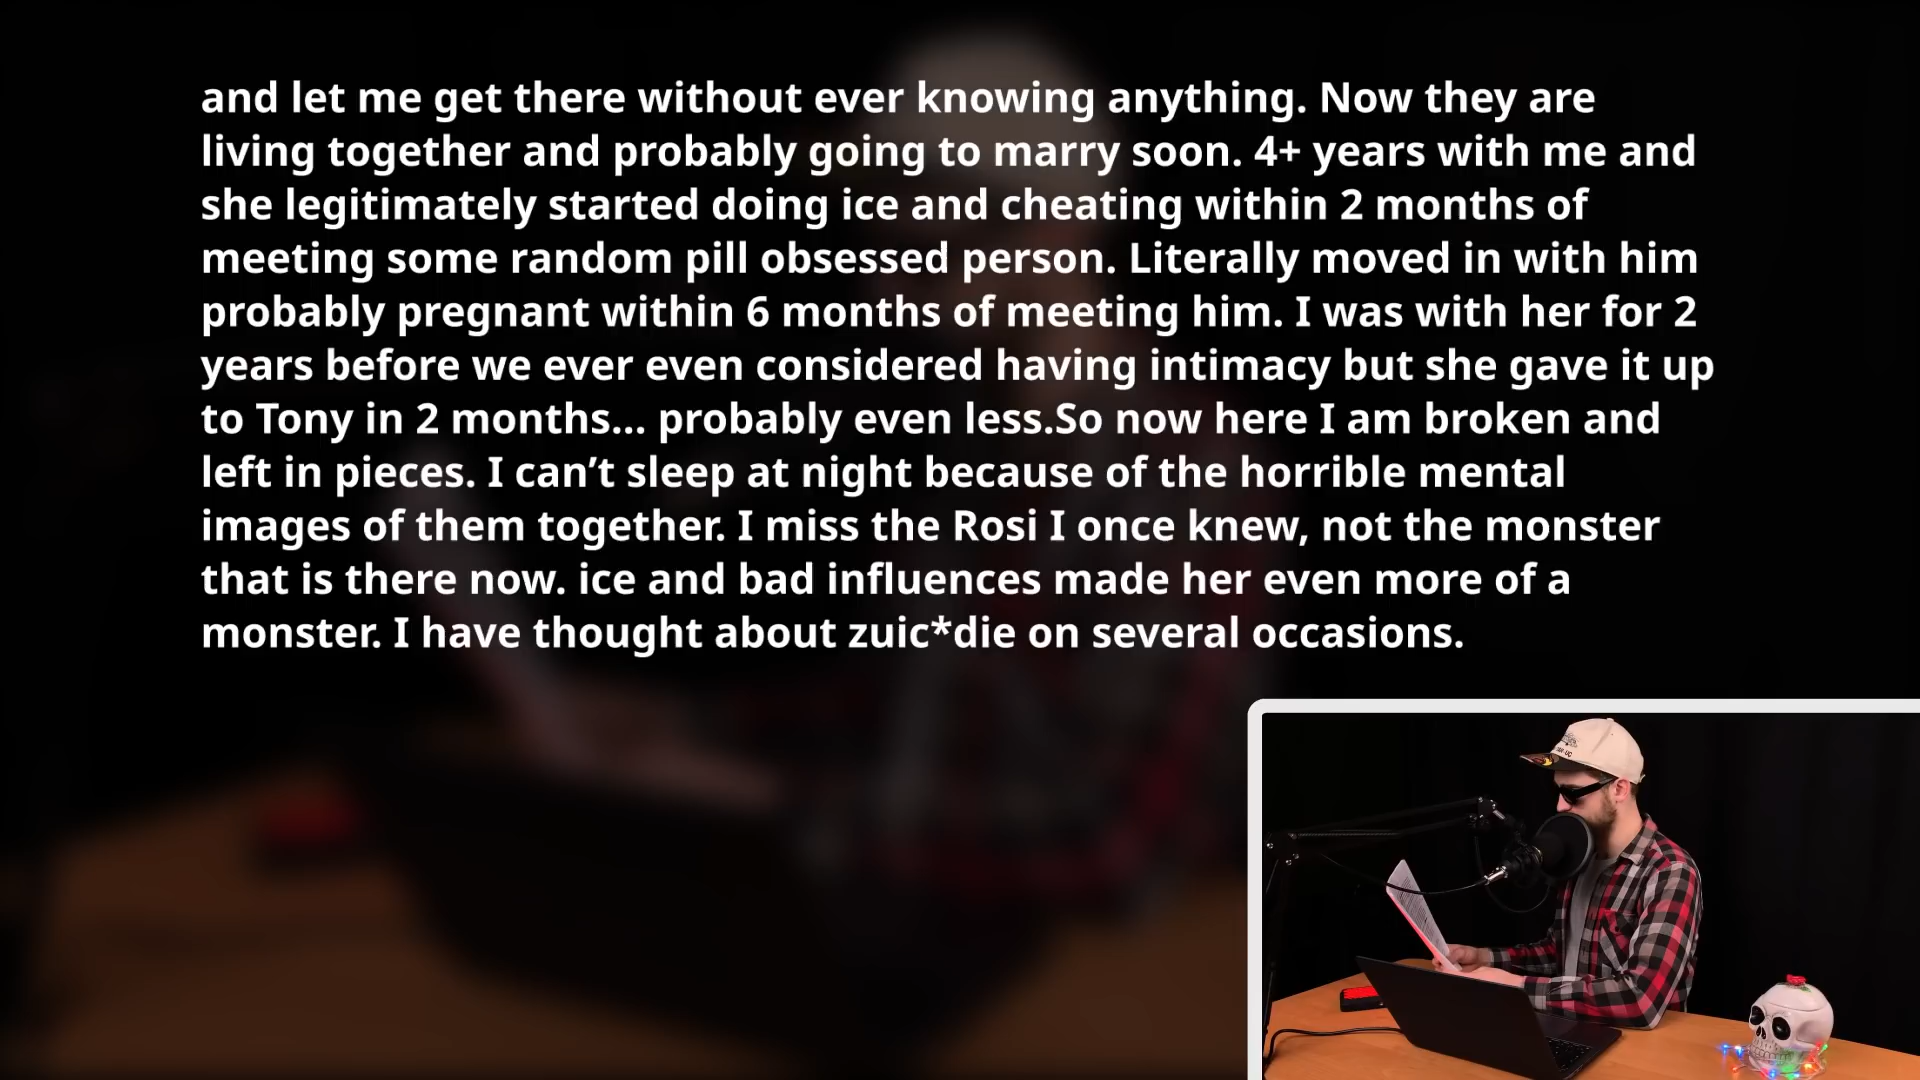 and let me get there without ever knowing anything. Now they are
living together and probably going to marry soon. 4+ years with me and
she legitimately started doing ice and cheating within 2 months of
meeting some random pill obsessed person. Literally moved in with him
probably pregnant within 6 months of meeting him. I was with her for 2
years before we ever even considered having intimacy but she gave it up
to Tony in 2 months... probably even less.So now here I am broken and
left in pieces. I can’t sleep at night because of the horrible mental
images of them together. I miss the Rosi I once knew, not the monster
that is there now. ice and bad influences made her even more of a
monster. I have thought about zuic*die on several occasions.